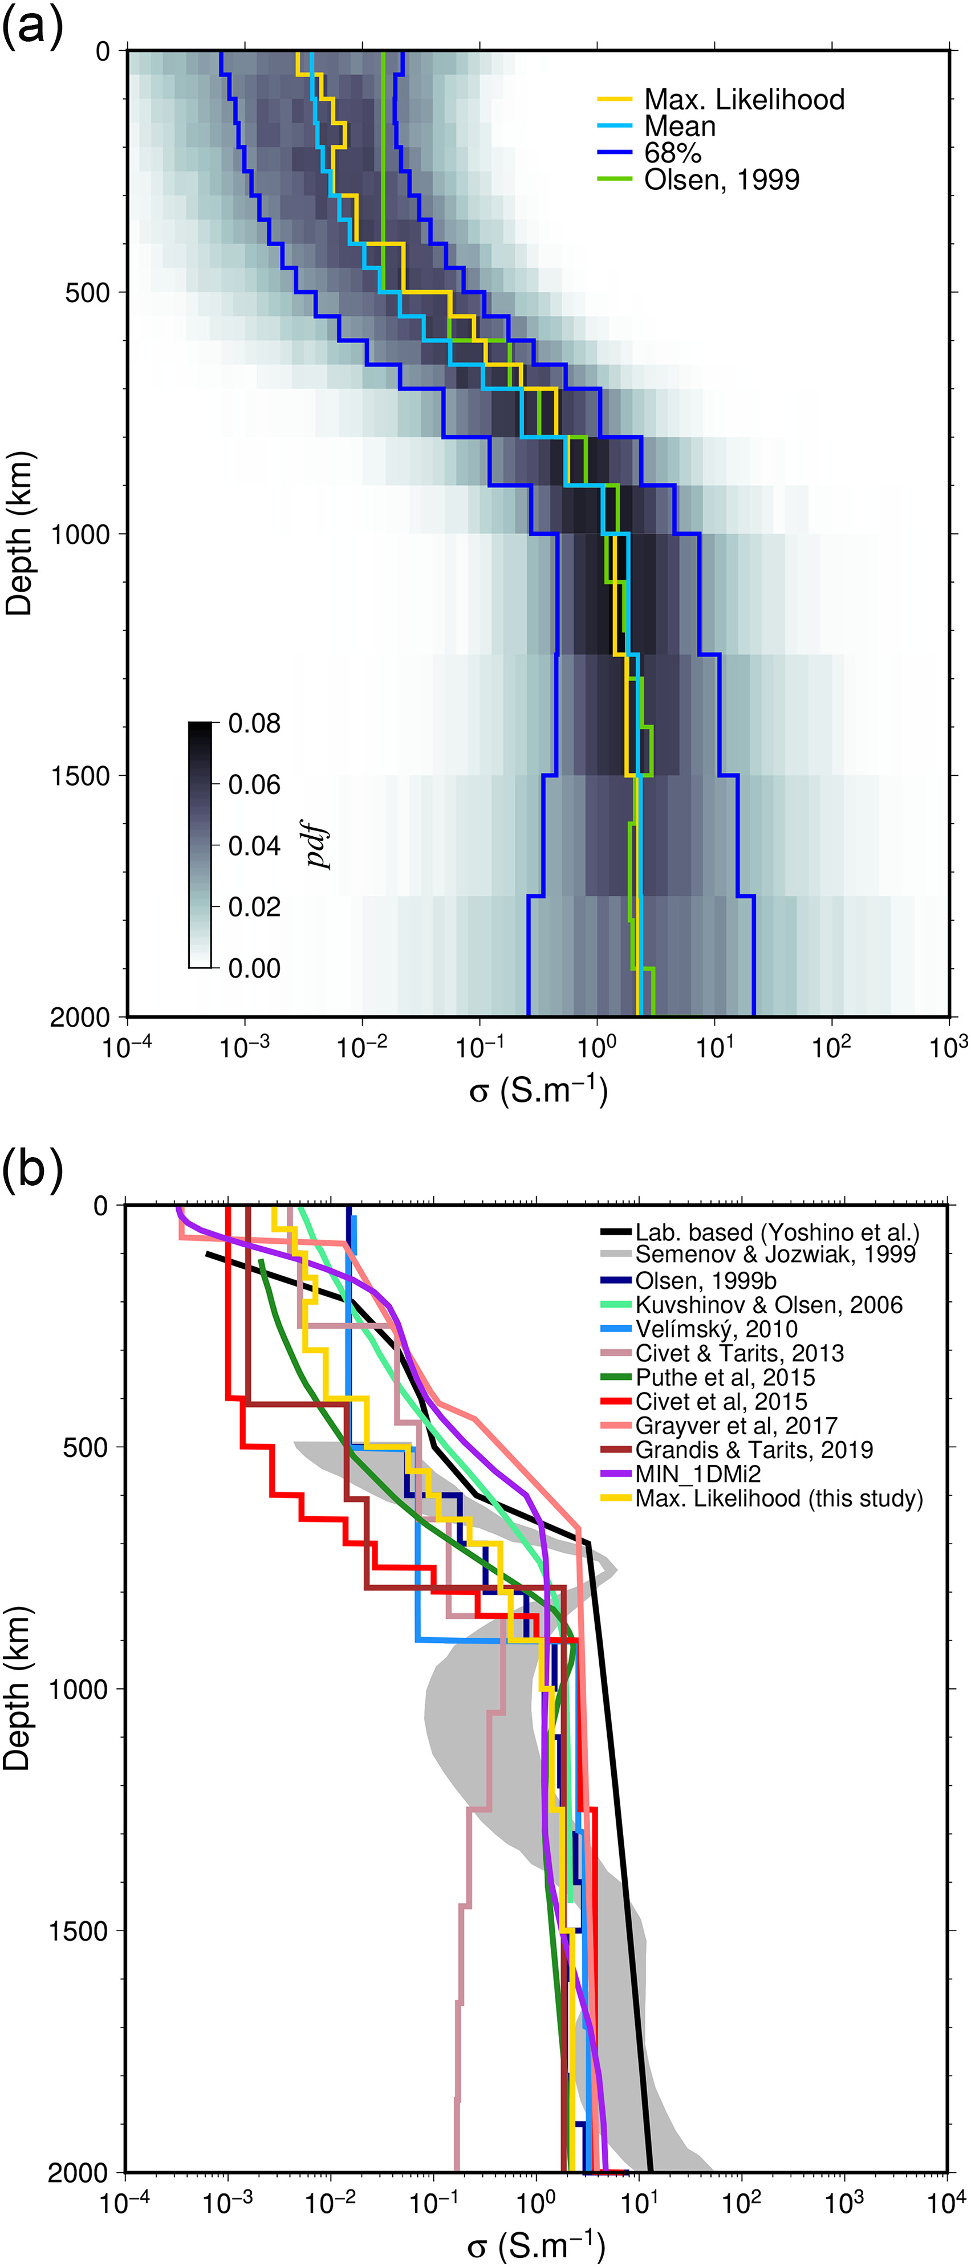 (a)
0
500
1000
1500
2000
Depth (km)
Max. Likelihood
Mean
68%
Olsen, 1999
0.08
0.06
0.04
0.02
0.00
pdf
10⁻⁴ 10⁻³ 10⁻² 10⁻¹ 10⁰ 10¹ 10² 10³
σ (S.m⁻¹)
(b)
0
500
1000
1500
2000
Depth (km)
Lab. based (Yoshino et al.)
Semenov & Jozwiak, 1999
Olsen, 1999b
Kuvshinov & Olsen, 2006
Velímský, 2010
Civet & Tarits, 2013
Puthe et al, 2015
Civet et al, 2015
Grayver et al, 2017
Grandis & Tarits, 2019
MIN_1DMi2
Max. Likelihood (this study)
10⁻⁴ 10⁻³ 10⁻² 10⁻¹ 10⁰ 10¹ 10² 10³ 10⁴
σ (S.m⁻¹)